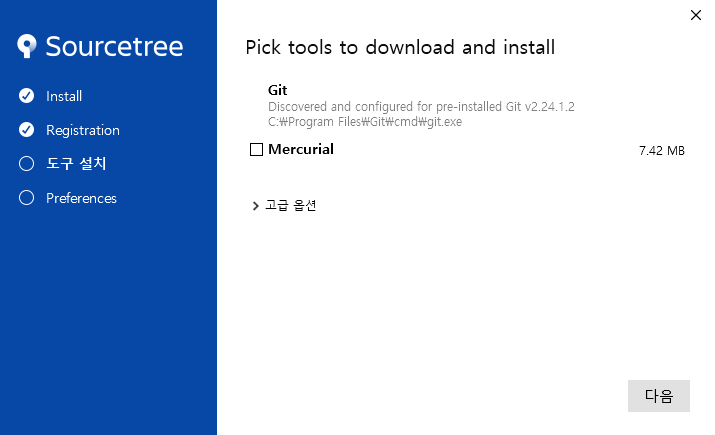 Sourcetree
Install
Registration
도구 설치
Preferences
Pick tools to download and install
Git
Discovered and configured for pre-installed Git v2.24.1.2
C:₩Program Files₩Git₩cmd₩git.exe
Mercurial 7.42 MB
고급 옵션
다음